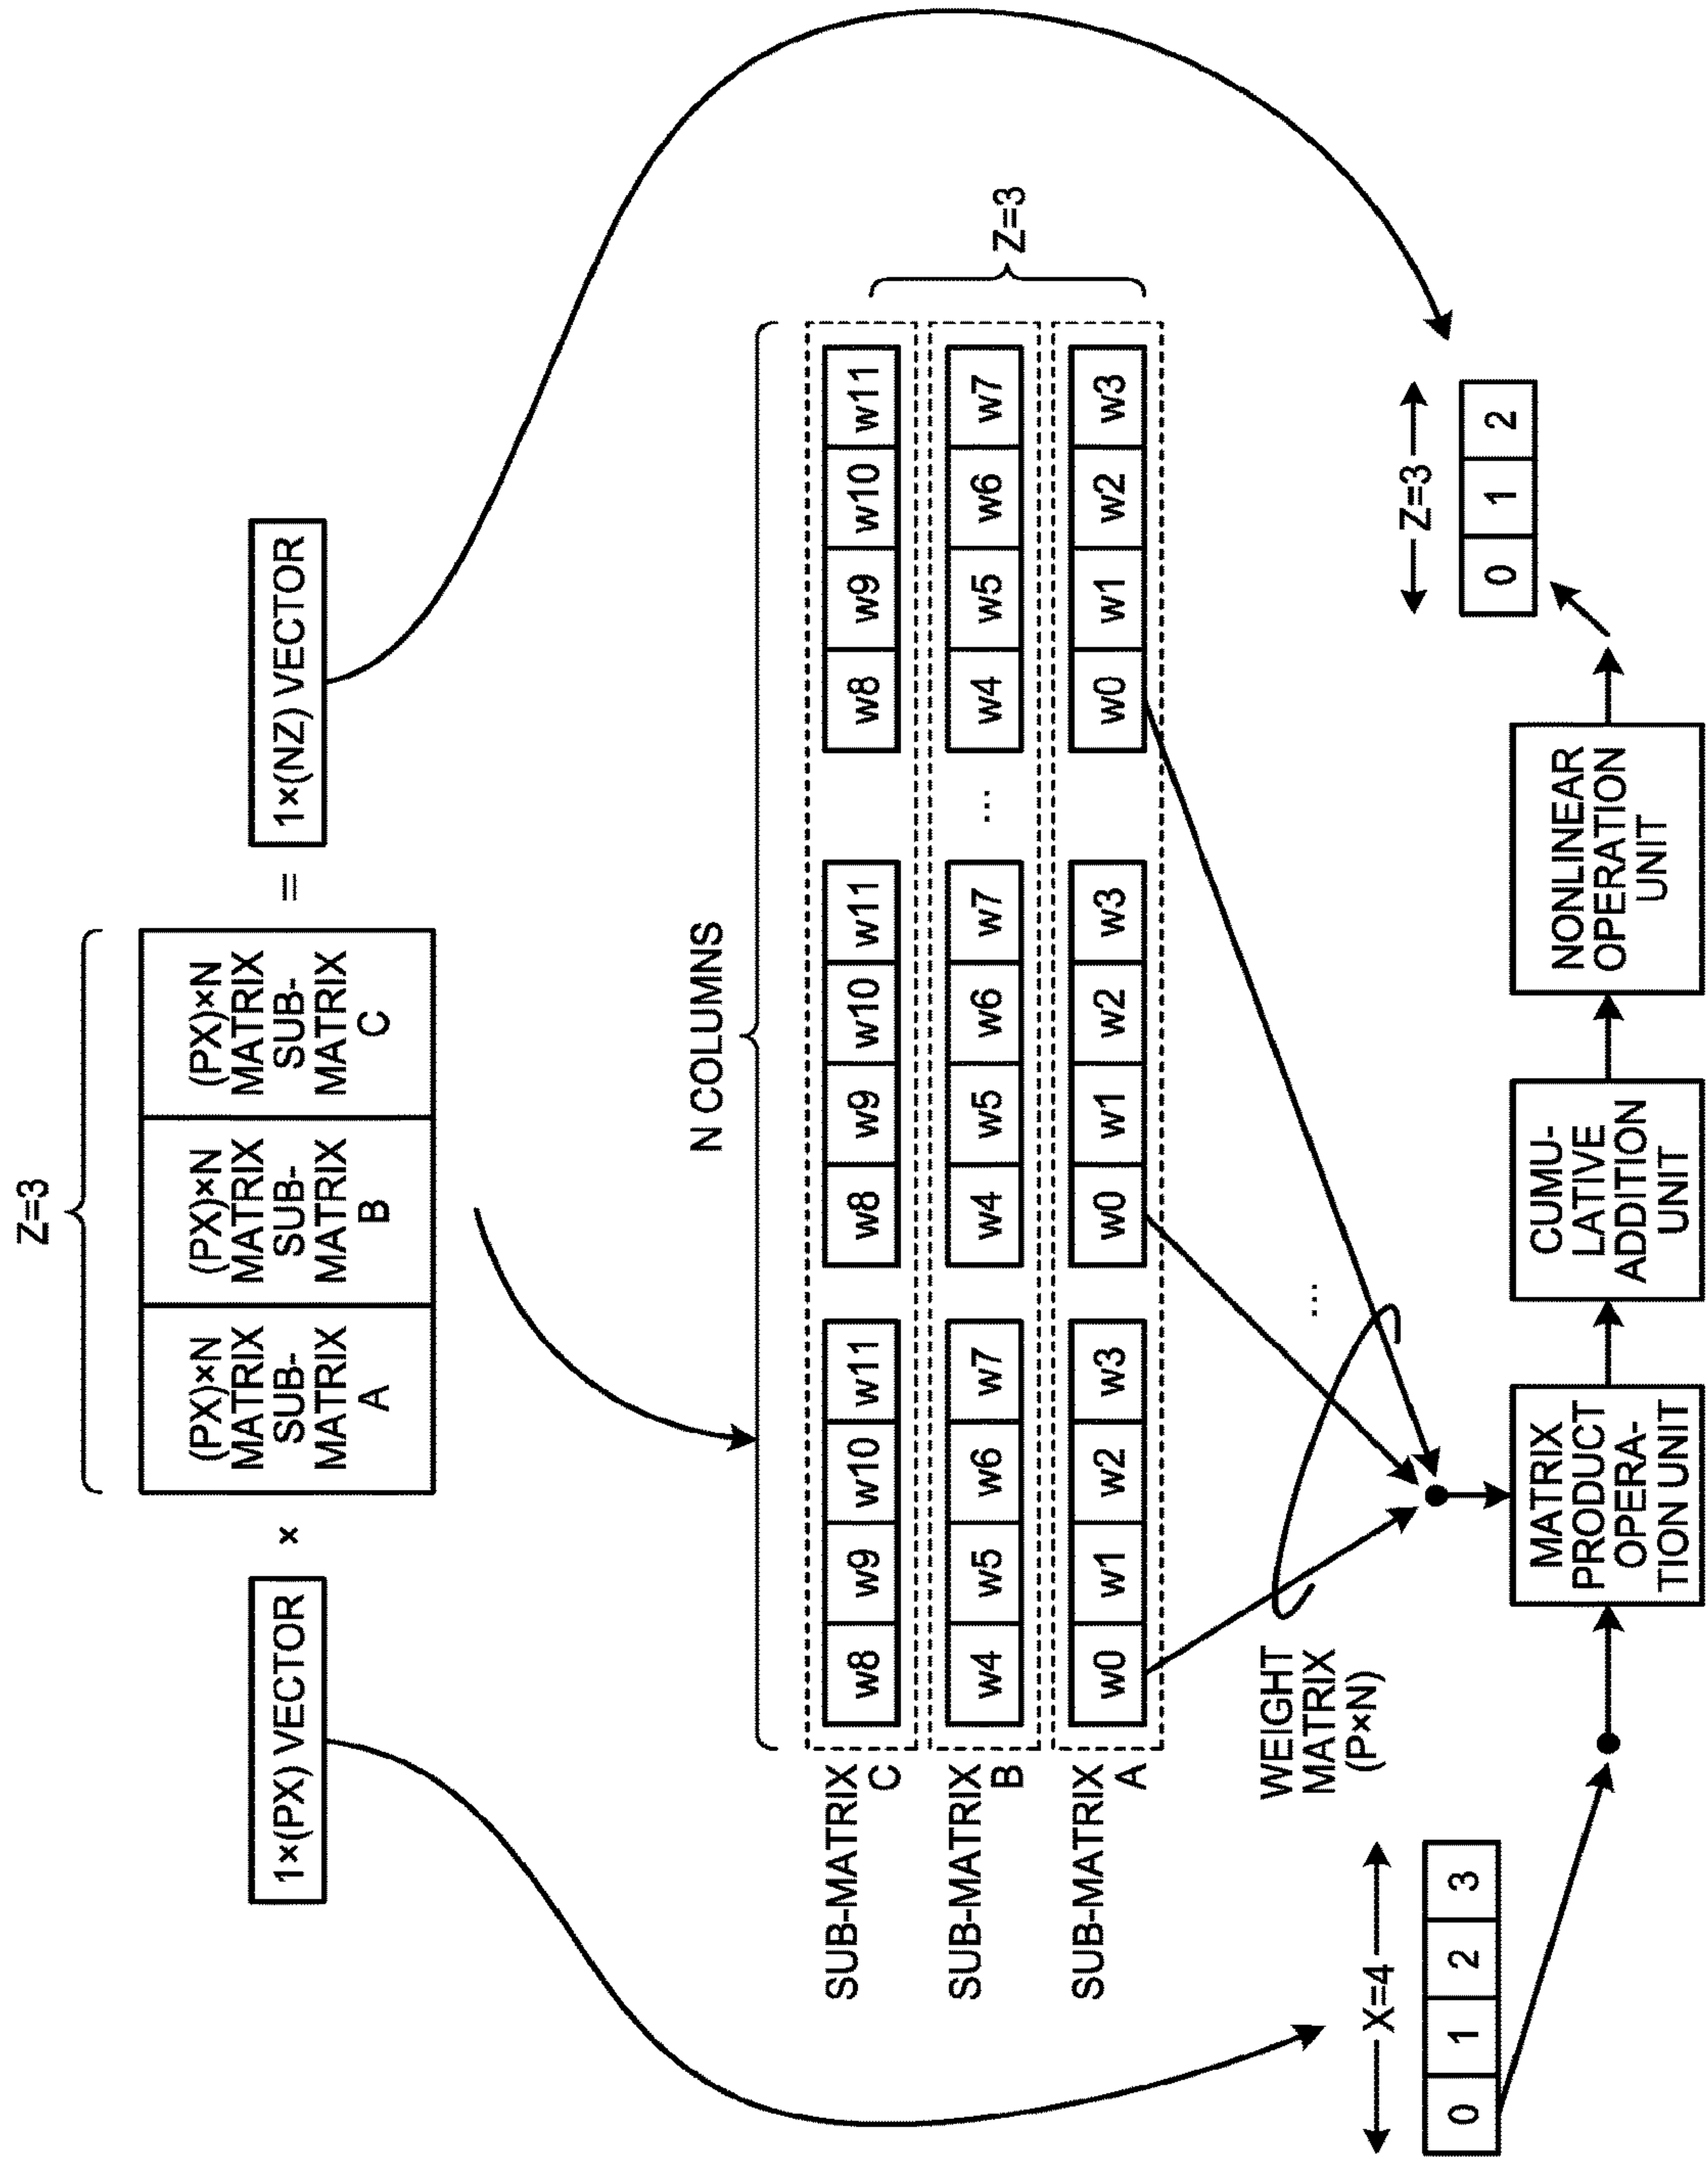 Z=3
1×(PX) VECTOR
×
(PX)×N
MATRIX
SUB-
MATRIX
A
(PX)×N
MATRIX
SUB-
MATRIX
B
(PX)×N
MATRIX
SUB-
MATRIX
C
=
1×(NZ) VECTOR
N COLUMNS
SUB-MATRIX
C
w8 w9 w10 w11 w8 w9 w10 w11 w8 w9 w10 w11
SUB-MATRIX
B
w4 w5 w6 w7 w4 w5 w6 w7 ... w4 w5 w6 w7
SUB-MATRIX
A
w0 w1 w2 w3 w0 w1 w2 w3 w0 w1 w2 w3
Z=3
WEIGHT
MATRIX
(P×N)
...
X=4
0 1 2 3
MATRIX
PRODUCT
OPERA-
TION UNIT
CUMU-
LATIVE
ADDITION
UNIT
NONLINEAR
OPERATION
UNIT
Z=3
0 1 2